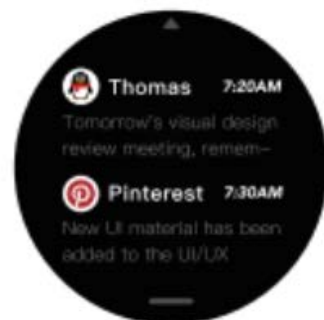 Thomas 7:20AM
Tomorrow's visual design
review meeting, remem-
Pinterest 7:30AM
New UI material has been
added to the UI/UX